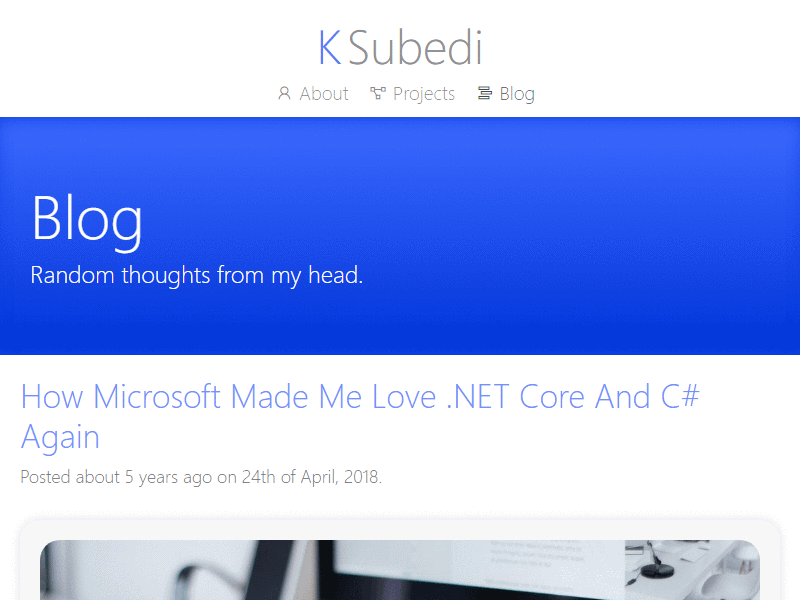 K Subedi
About Projects Blog
Blog
Random thoughts from my head.
How Microsoft Made Me Love .NET Core And C#
Again
Posted about 5 years ago on 24th of April, 2018.